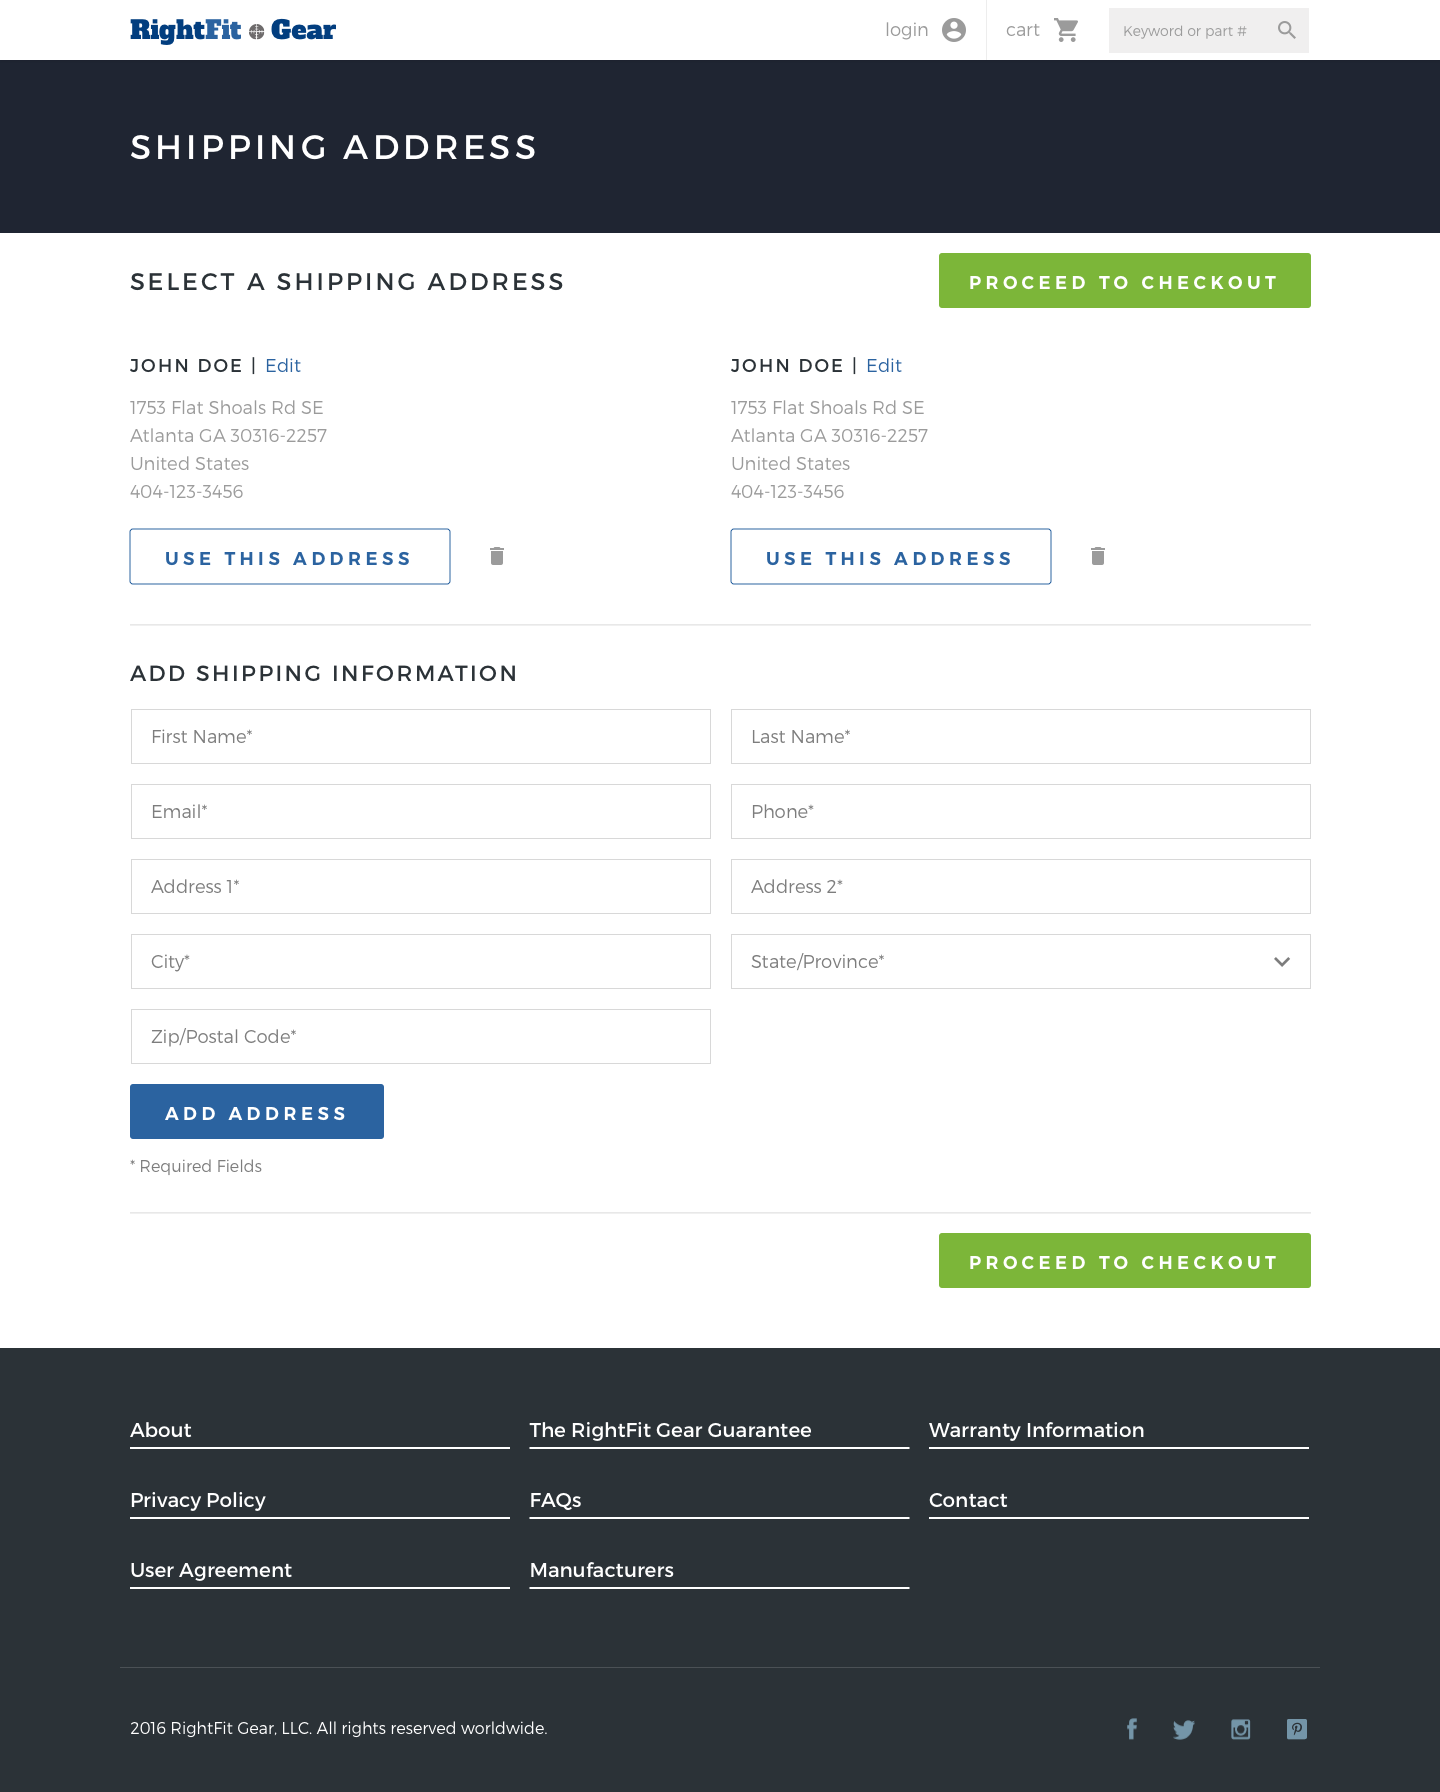 RightFit Gear
login
cart
Keyword or part #
SHIPPING ADDRESS
SELECT A SHIPPING ADDRESS
PROCEED TO CHECKOUT
JOHN DOE | Edit
1753 Flat Shoals Rd SE
Atlanta GA 30316-2257
United States
404-123-3456
USE THIS ADDRESS
JOHN DOE | Edit
1753 Flat Shoals Rd SE
Atlanta GA 30316-2257
United States
404-123-3456
USE THIS ADDRESS
ADD SHIPPING INFORMATION
First Name*
Last Name*
Email*
Phone*
Address 1*
Address 2*
City*
State/Province*
Zip/Postal Code*
ADD ADDRESS
* Required Fields
PROCEED TO CHECKOUT
About
The RightFit Gear Guarantee
Warranty Information
Privacy Policy
FAQs
Contact
User Agreement
Manufacturers
2016 RightFit Gear, LLC. All rights reserved worldwide.